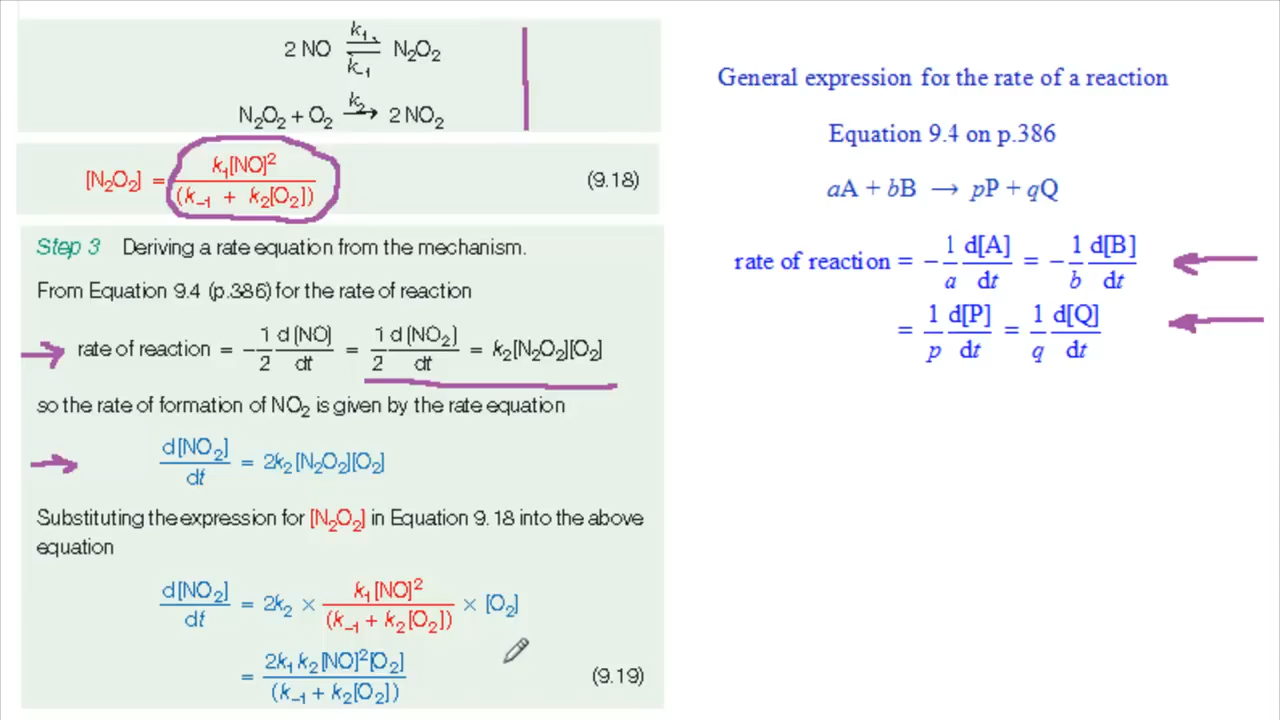 2 NO k₁ ⇌ k₋₁ N₂O₂
N₂O₂ + O₂ k₂ → 2 NO₂
[N₂O₂] = k₁[NO]² / (k₋₁ + k₂[O₂]) (9.18)
Step 3 Deriving a rate equation from the mechanism.
From Equation 9.4 (p.386) for the rate of reaction
rate of reaction = −1/2 d(NO)/dt = 1/2 d(NO₂)/dt = k₂[N₂O₂][O₂]
so the rate of formation of NO₂ is given by the rate equation
d[NO₂]/dt = 2k₂[N₂O₂][O₂]
Substituting the expression for [N₂O₂] in Equation 9.18 into the above
equation
d[NO₂]/dt = 2k₂ × k₁[NO]² / (k₋₁ + k₂[O₂]) × [O₂]
= 2k₁k₂[NO]²[O₂] / (k₋₁ + k₂[O₂]) (9.19)
General expression for the rate of a reaction
Equation 9.4 on p.386
aA + bB → pP + qQ
rate of reaction = −1/a d[A]/dt = −1/b d[B]/dt
= 1/p d[P]/dt = 1/q d[Q]/dt